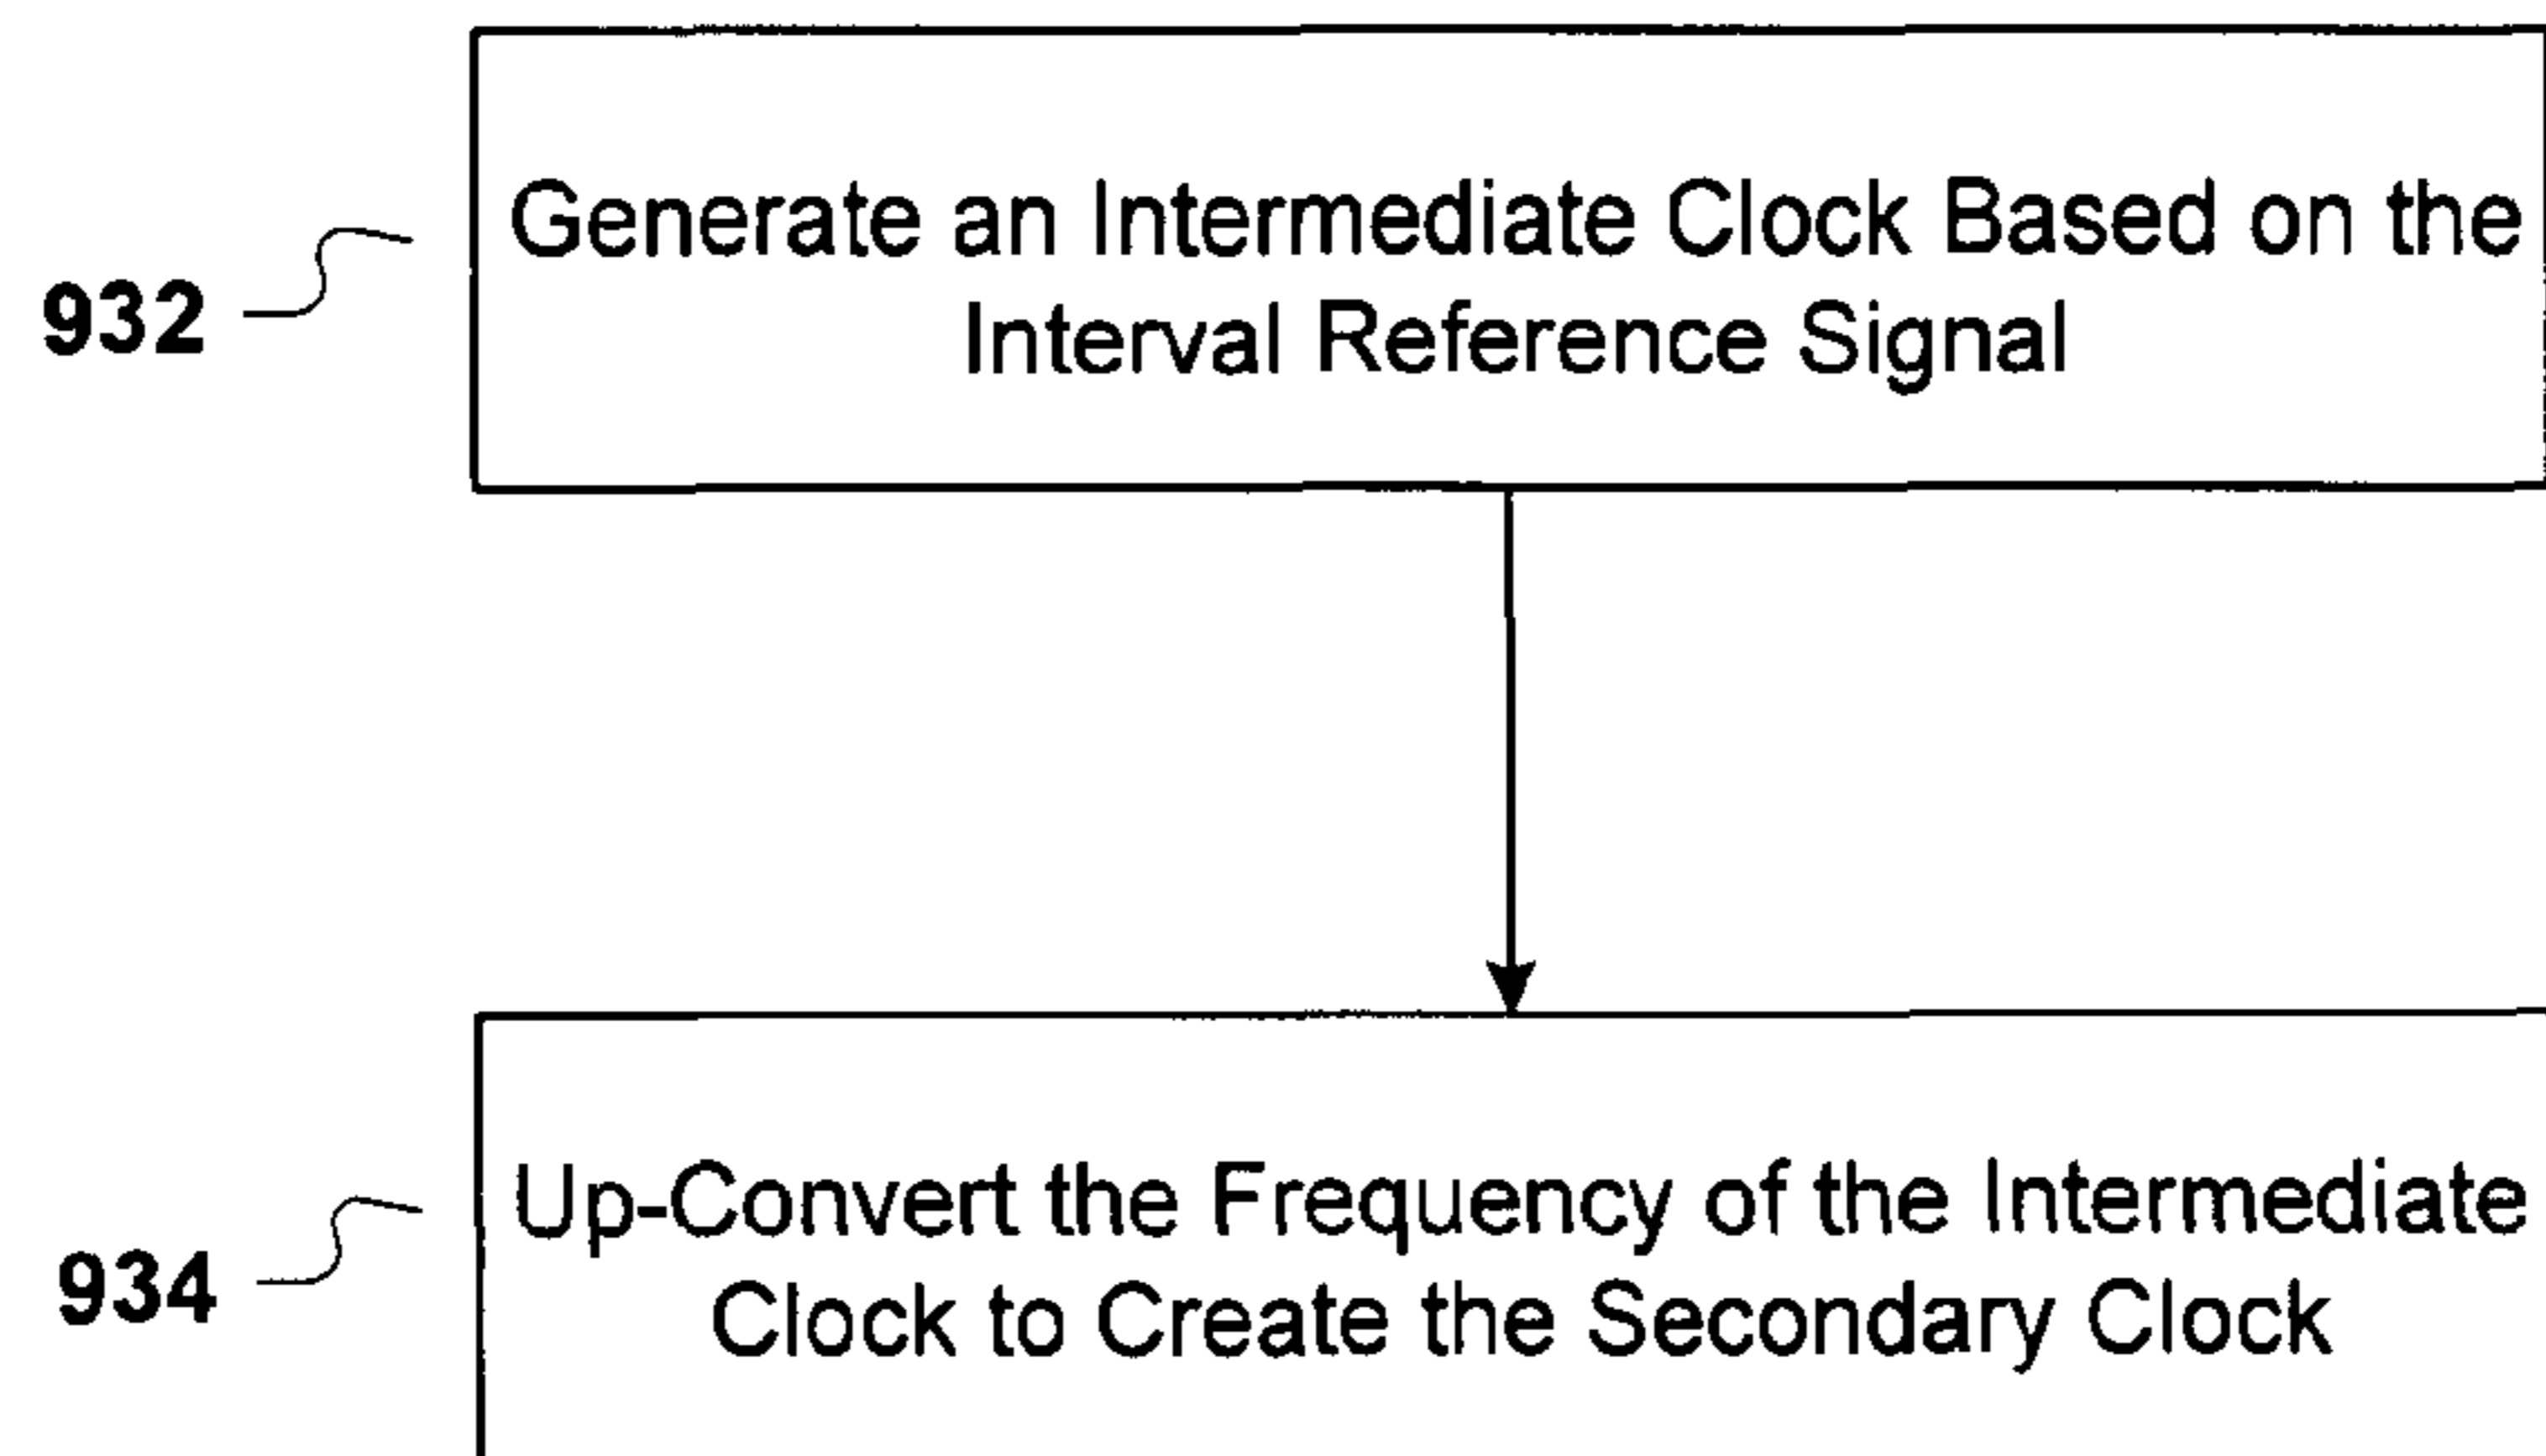 Generate an Intermediate Clock Based on the
Interval Reference Signal
932
Up-Convert the Frequency of the Intermediate
Clock to Create the Secondary Clock
934